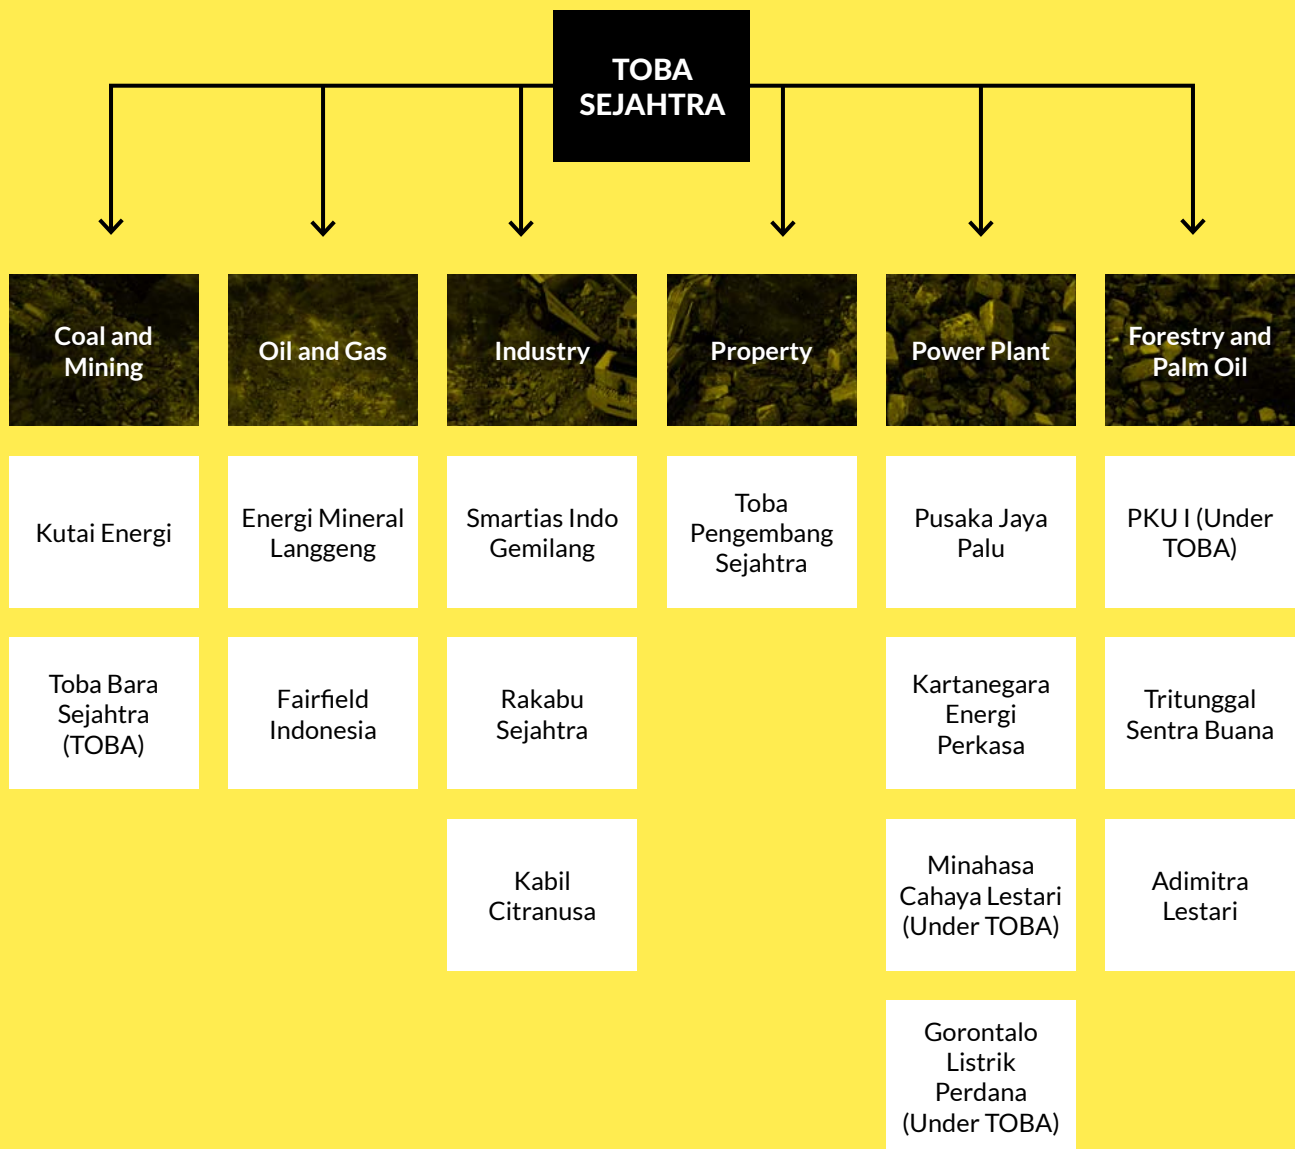 TOBA
SEJAHTRA
Coal and
Mining
Oil and Gas
Industry
Property
Power Plant
Forestry and
Palm Oil
Kutai Energi
Energi Mineral
Langgeng
Smartias Indo
Gemilang
Toba
Pengembang
Sejahtra
Pusaka Jaya
Palu
PKU I (Under
TOBA)
Toba Bara
Sejahtra
(TOBA)
Fairfield
Indonesia
Rakabu
Sejahtra
Kartanegara
Energi
Perkasa
Tritunggal
Sentra Buana
Kabil
Citranusa
Minahasa
Cahaya Lestari
(Under TOBA)
Adimitra
Lestari
Gorontalo
Listrik
Perdana
(Under TOBA)